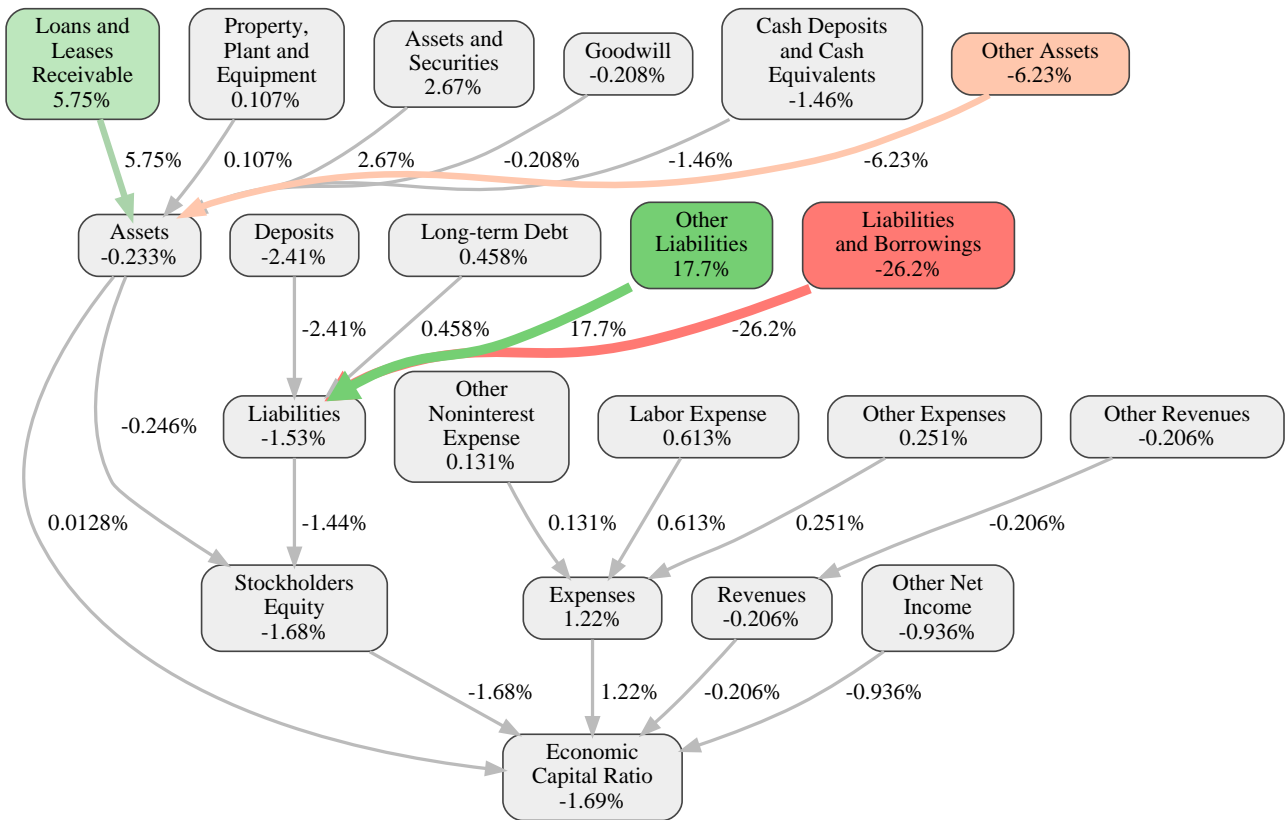 Loans and
Leases
Receivable
5.75%
Property,
Plant and
Equipment
0.107%
Assets and
Securities
2.67%
Goodwill
-0.208%
Cash Deposits
and Cash
Equivalents
-1.46%
Other Assets
-6.23%
5.75%
0.107%
2.67%
-0.208%
-1.46%
-6.23%
Assets
-0.233%
Deposits
-2.41%
Long-term Debt
0.458%
Other
Liabilities
17.7%
Liabilities
and Borrowings
-26.2%
-2.41%
0.458%
17.7%
-26.2%
-0.246%
Liabilities
-1.53%
Other
Noninterest
Expense
0.131%
Labor Expense
0.613%
Other Expenses
0.251%
Other Revenues
-0.206%
0.0128%
-1.44%
0.131%
0.613%
0.251%
-0.206%
Stockholders
Equity
-1.68%
Expenses
1.22%
Revenues
-0.206%
Other Net
Income
-0.936%
-1.68%
1.22%
-0.206%
-0.936%
Economic
Capital Ratio
-1.69%